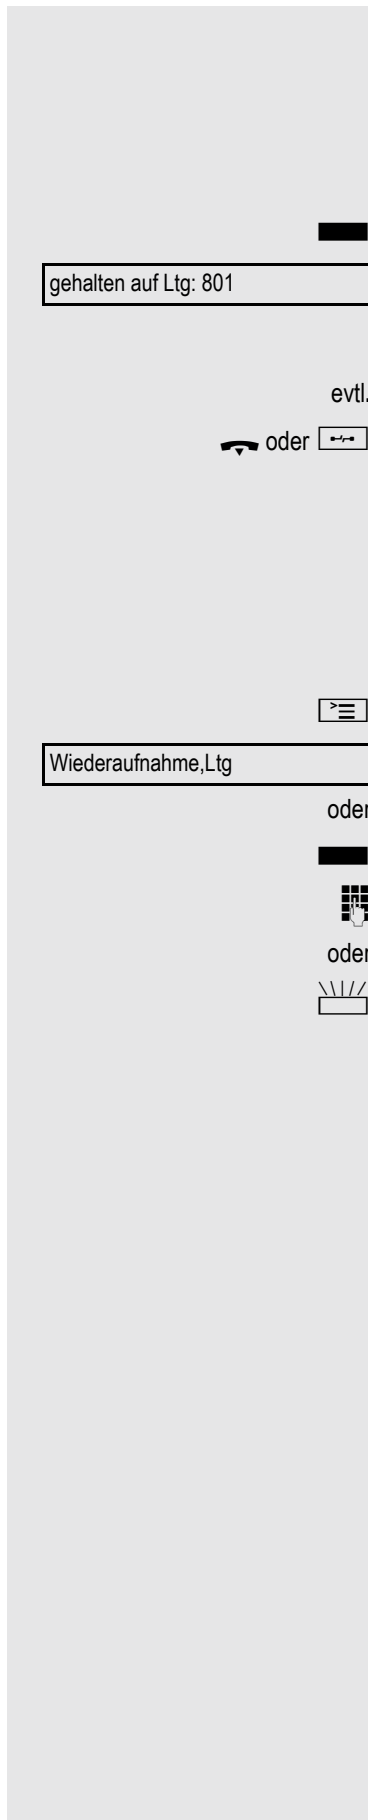 gehalten auf Ltg: 801
evtl.
oder
Wiederaufnahme,Ltg
oder
oder